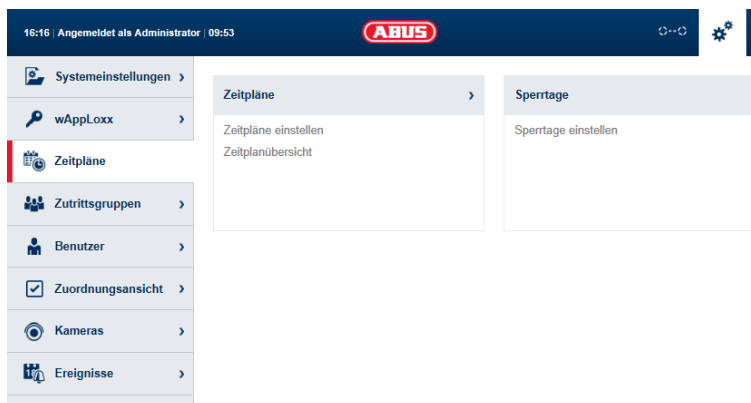 16:16 | Angemeldet als Administrator | 09:53
ABUS
Systemeinstellungen
wAppLoxx
Zeitpläne
Zutrittsgruppen
Benutzer
Zuordnungsansicht
Kameras
Ereignisse
Zeitpläne
Zeitpläne einstellen
Zeitplanübersicht
Sperrtage
Sperrtage einstellen